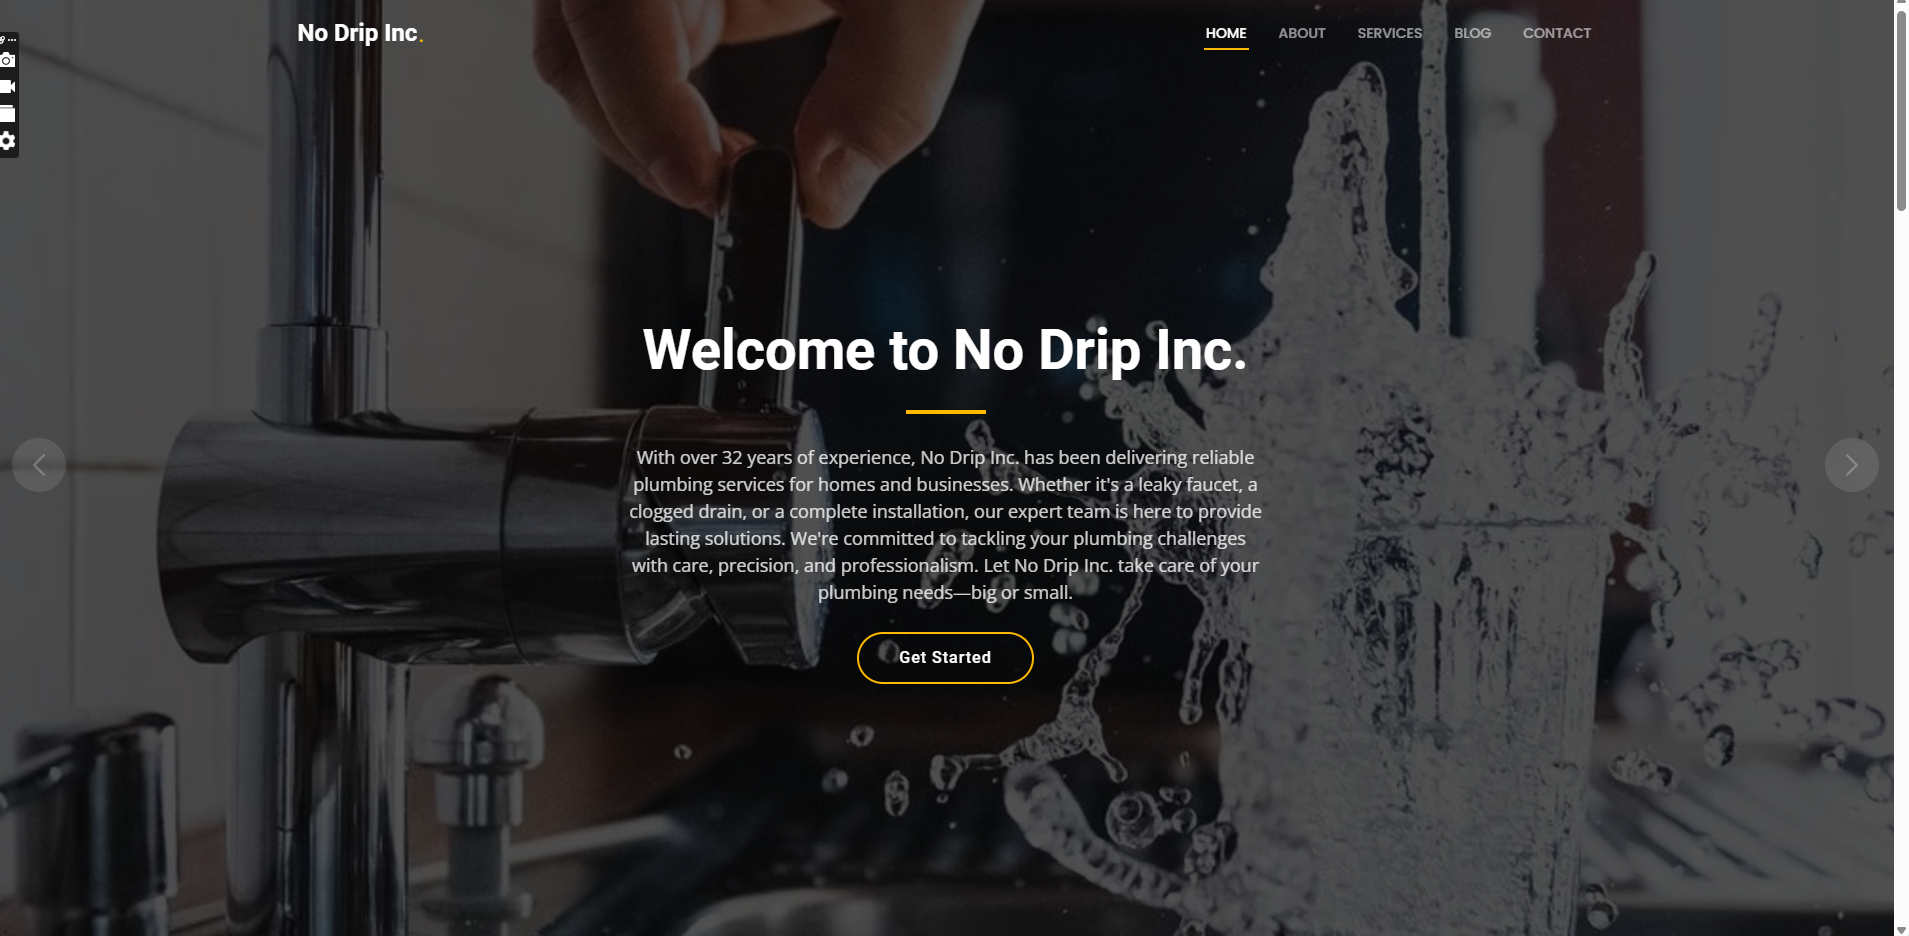 No Drip Inc.
HOME ABOUT SERVICES BLOG CONTACT
Welcome to No Drip Inc.
With over 32 years of experience, No Drip Inc. has been delivering reliable
plumbing services for homes and businesses. Whether it's a leaky faucet, a
clogged drain, or a complete installation, our expert team is here to provide
lasting solutions. We're committed to tackling your plumbing challenges
with care, precision, and professionalism. Let No Drip Inc. take care of your
plumbing needs—big or small.
Get Started